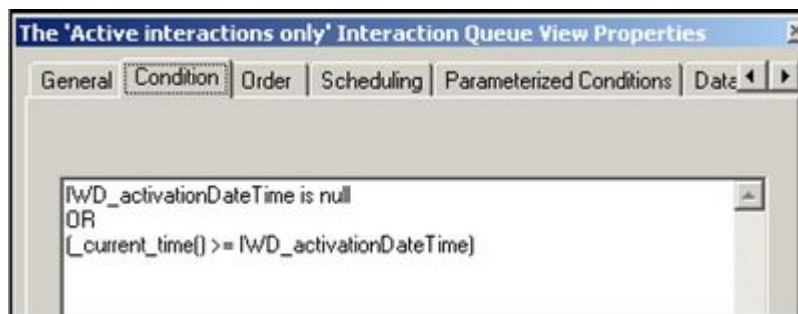 The 'Active interactions only' Interaction Queue View Properties
General Condition Order Scheduling Parameterized Conditions Data
IWD_activationDateTime is null
OR
(_current_time() >= IWD_activationDateTime)